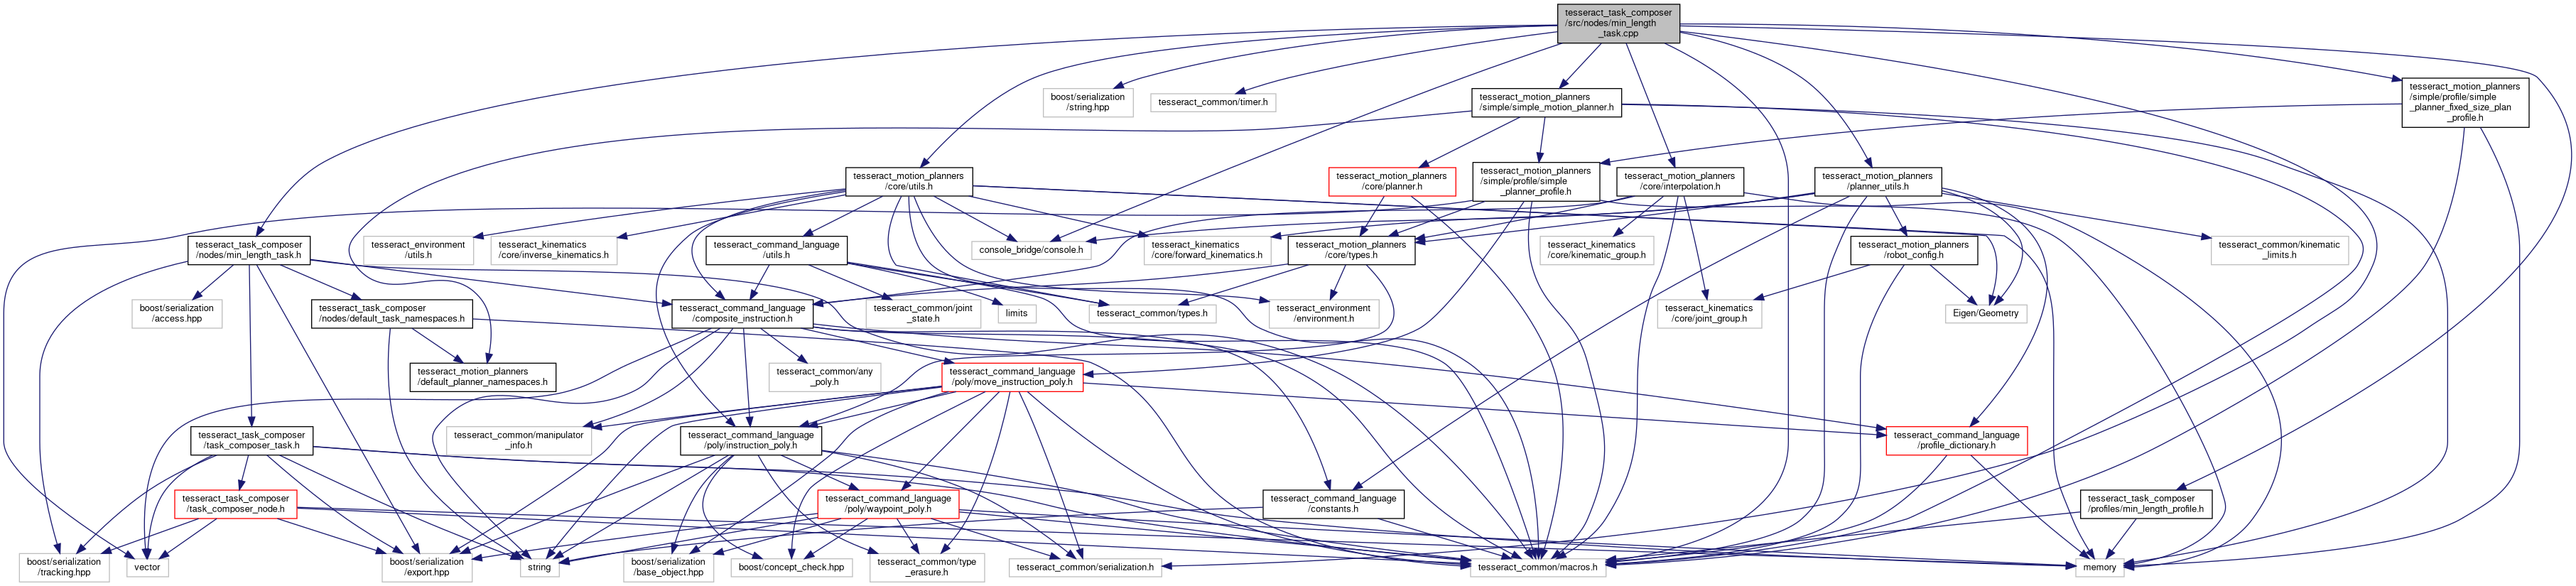 tesseract_task_composer
/src/nodes/min_length
_task.cpp
boost/serialization
/string.hpp
tesseract_common/timer.h
tesseract_motion_planners
/simple/simple_motion_planner.h
tesseract_motion_planners
/simple/profile/simple
_planner_fixed_size_plan
_profile.h
tesseract_motion_planners
/core/utils.h
tesseract_motion_planners
/core/planner.h
tesseract_motion_planners
/simple/profile/simple
_planner_profile.h
tesseract_motion_planners
/core/interpolation.h
tesseract_motion_planners
/planner_utils.h
tesseract_task_composer
/nodes/min_length_task.h
tesseract_environment
/utils.h
tesseract_kinematics
/core/inverse_kinematics.h
tesseract_command_language
/utils.h
console_bridge/console.h
tesseract_kinematics
/core/forward_kinematics.h
tesseract_motion_planners
/core/types.h
tesseract_kinematics
/core/kinematic_group.h
tesseract_motion_planners
/robot_config.h
tesseract_common/kinematic
_limits.h
boost/serialization
/access.hpp
tesseract_task_composer
/nodes/default_task_namespaces.h
tesseract_command_language
/composite_instruction.h
tesseract_common/joint
_state.h
limits
tesseract_common/types.h
tesseract_environment
/environment.h
tesseract_kinematics
/core/joint_group.h
Eigen/Geometry
tesseract_motion_planners
/default_planner_namespaces.h
tesseract_common/any
_poly.h
tesseract_command_language
/poly/move_instruction_poly.h
tesseract_task_composer
/task_composer_task.h
tesseract_common/manipulator
_info.h
tesseract_command_language
/poly/instruction_poly.h
tesseract_command_language
/profile_dictionary.h
tesseract_task_composer
/task_composer_node.h
tesseract_command_language
/poly/waypoint_poly.h
tesseract_command_language
/constants.h
tesseract_task_composer
/profiles/min_length_profile.h
boost/serialization
/tracking.hpp
vector
boost/serialization
/export.hpp
string
boost/serialization
/base_object.hpp
boost/concept_check.hpp
tesseract_common/type
_erasure.h
tesseract_common/serialization.h
tesseract_common/macros.h
memory